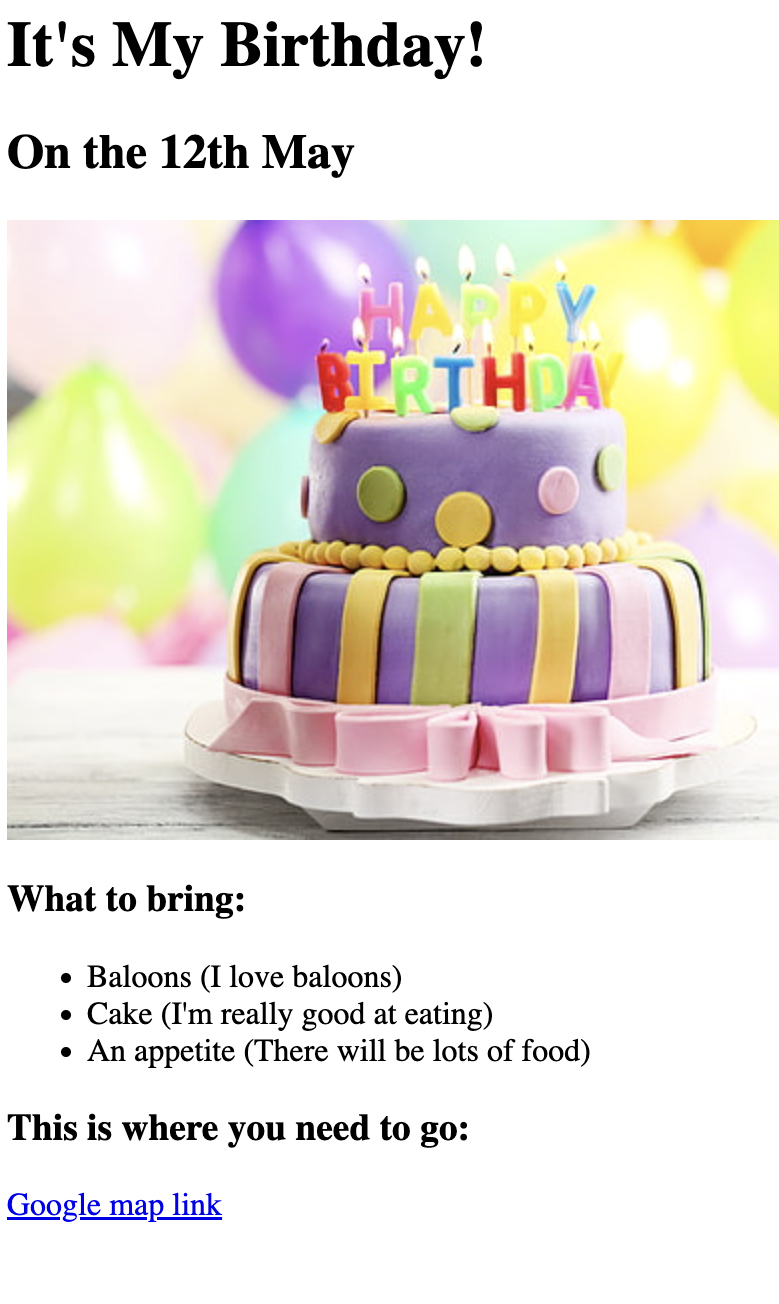 It's My Birthday!
On the 12th May
HAPPY
BIRTHDAY
What to bring:
Baloons (I love baloons)
Cake (I'm really good at eating)
An appetite (There will be lots of food)
This is where you need to go:
Google map link